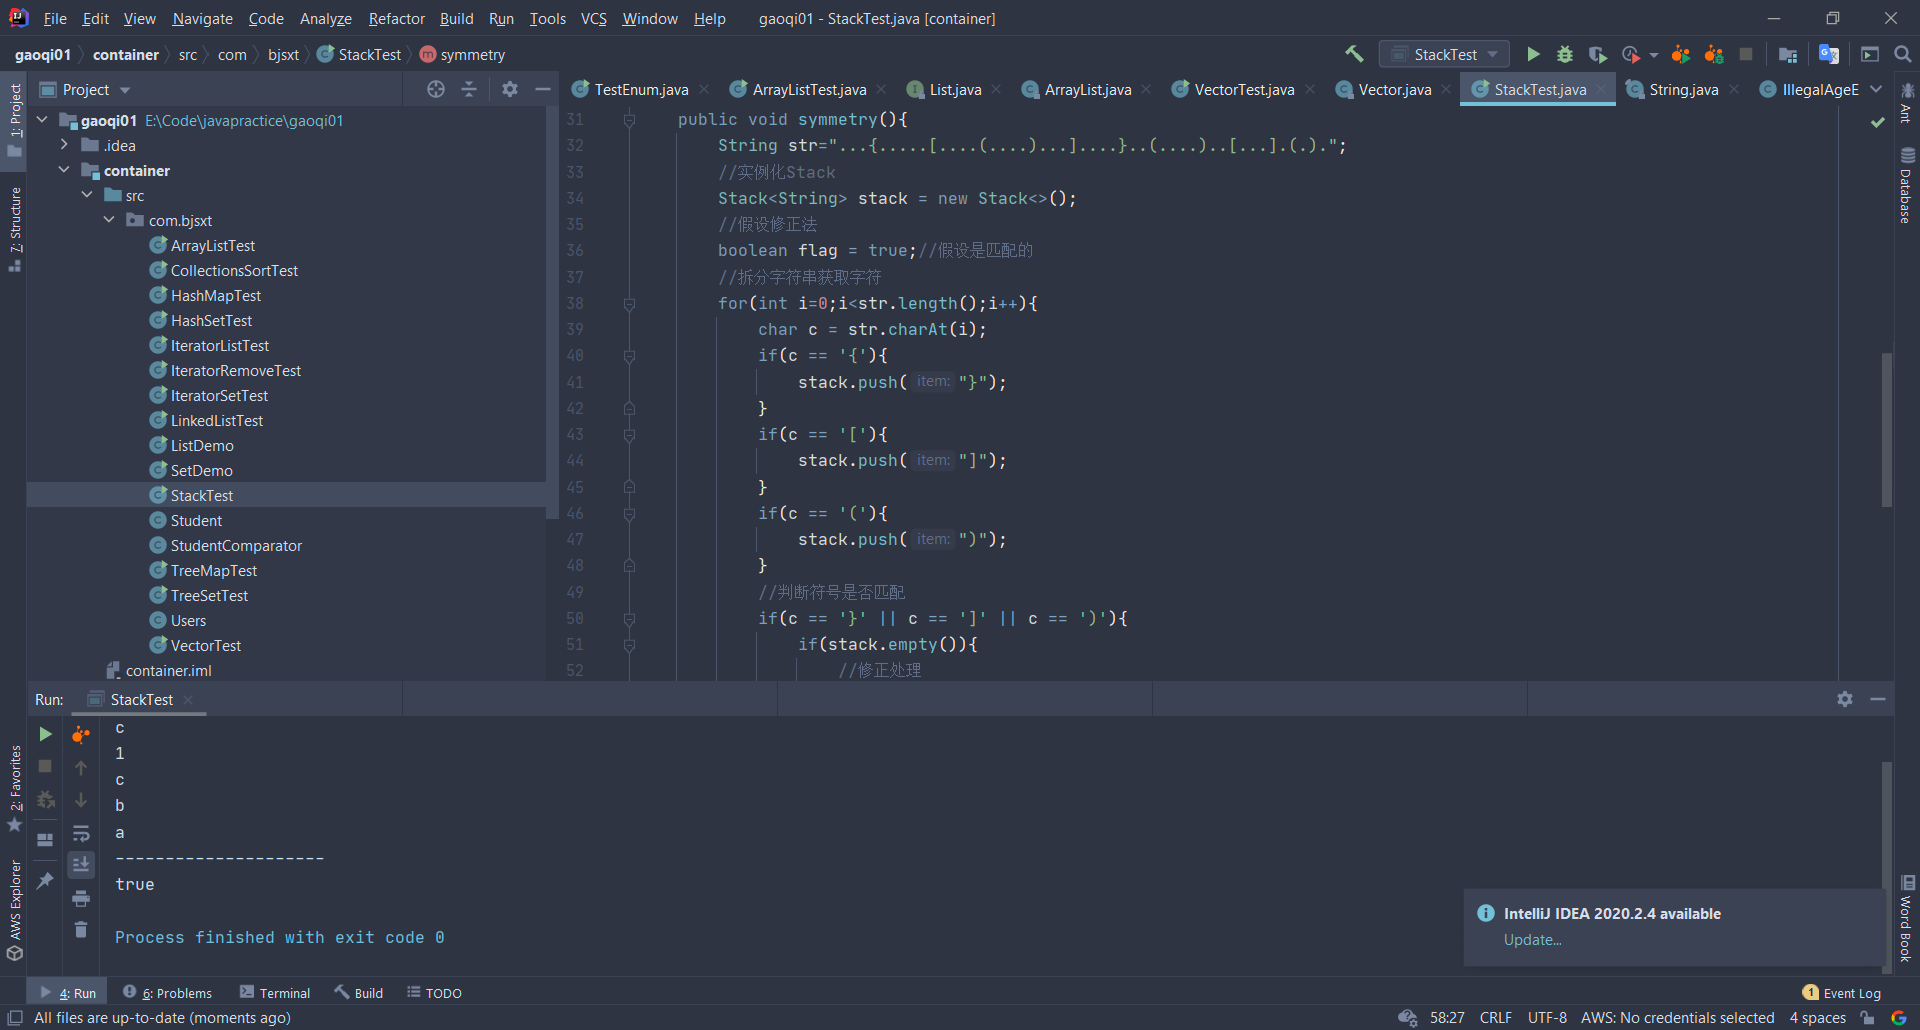 File Edit View Navigate Code Analyze Refactor Build Run Tools VCS Window Help gaoqi01 - StackTest.java [container]
gaoqi01 container src com bjsxt StackTest symmetry StackTest
Project
TestEnum.java ArrayListTest.java List.java ArrayList.java VectorTest.java Vector.java StackTest.java String.java IllegalAgeE
1: Project
7: Structure
2: Favorites
AWS Explorer
gaoqi01 E:\Code\javapractice\gaoqi01
.idea
container
src
com.bjsxt
ArrayListTest
CollectionsSortTest
HashMapTest
HashSetTest
IteratorListTest
IteratorRemoveTest
IteratorSetTest
LinkedListTest
ListDemo
SetDemo
StackTest
Student
StudentComparator
TreeMapTest
TreeSetTest
Users
VectorTest
container.iml
31 public void symmetry(){
32 String str="...{.....[....(....)...]....}..(....)..[...].(.).";
33 //实例化Stack
34 Stack<String> stack = new Stack<>();
35 //假设修正法
36 boolean flag = true;//假设是匹配的
37 //拆分字符串获取字符
38 for(int i=0;i<str.length();i++){
39 char c = str.charAt(i);
40 if(c == '{'){
41 stack.push( item: "}");
42 }
43 if(c == '['){
44 stack.push( item: "]");
45 }
46 if(c == '('){
47 stack.push( item: ")");
48 }
49 //判断符号是否匹配
50 if(c == '}' || c == ']' || c == ')'){
51 if(stack.empty()){
52 //修正处理
Ant
Database
Word Book
Run: StackTest
c
1
c
b
a
---------------------
true
Process finished with exit code 0
IntelliJ IDEA 2020.2.4 available
Update...
4: Run 6: Problems Terminal Build TODO 1 Event Log
All files are up-to-date (moments ago) 58:27 CRLF UTF-8 AWS: No credentials selected 4 spaces